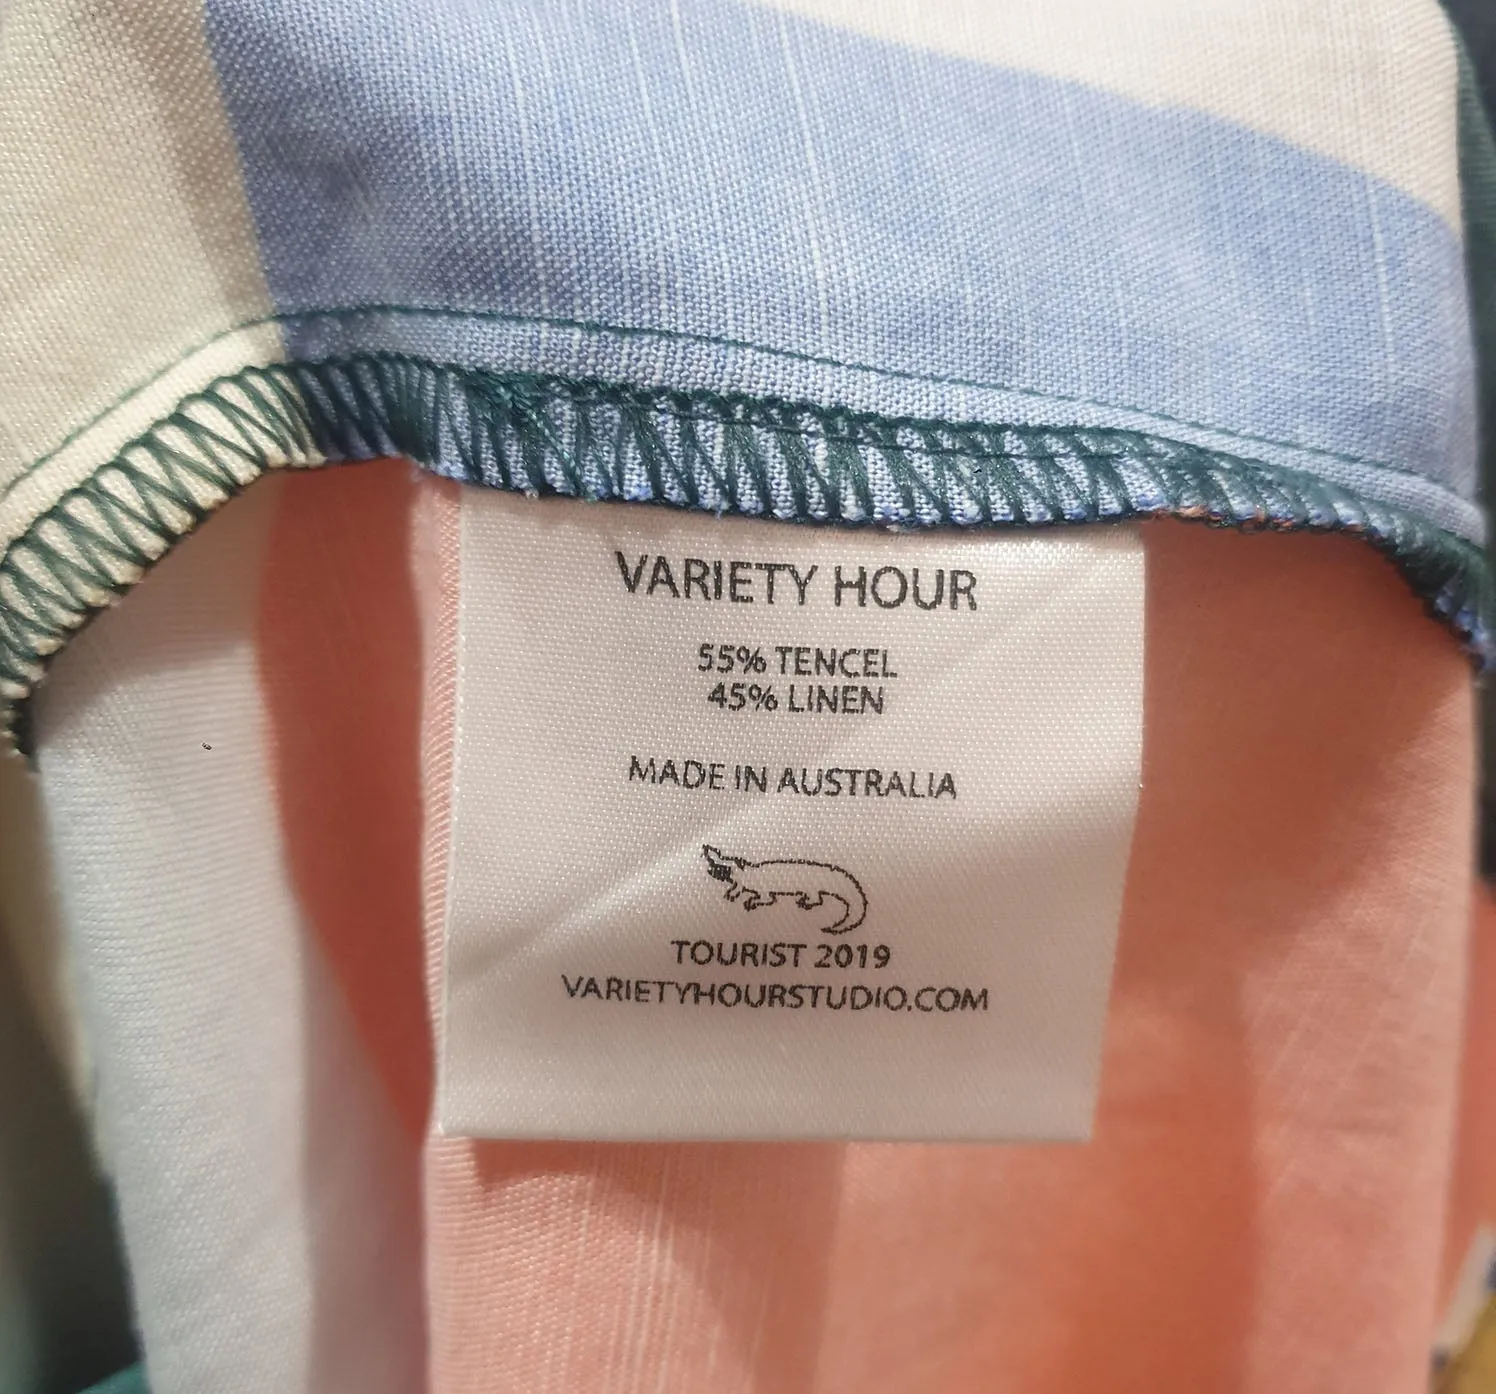 VARIETY HOUR
55% TENCEL
45% LINEN
MADE IN AUSTRALIA
TOURIST 2019
VARIETYHOURSTUDIO.COM